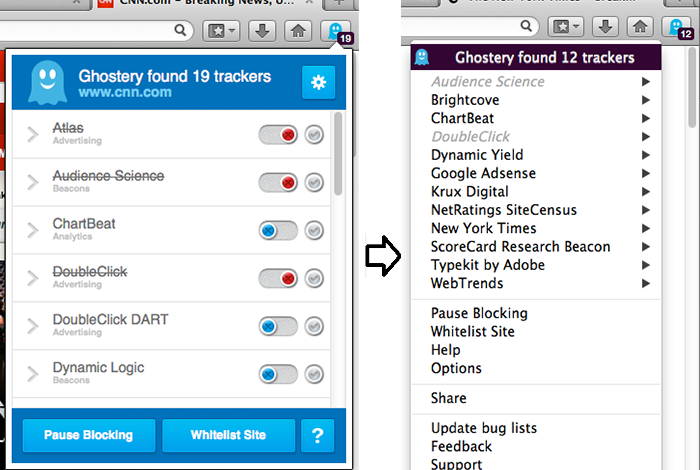 CNN.com – Breaking News, U...
19
Ghostery found 19 trackers
www.cnn.com
Atlas
Advertising
Audience Science
Beacons
ChartBeat
Analytics
DoubleClick
Advertising
DoubleClick DART
Advertising
Dynamic Logic
Beacons
Pause Blocking
Whitelist Site
?
12
Ghostery found 12 trackers
Audience Science
Brightcove
ChartBeat
DoubleClick
Dynamic Yield
Google Adsense
Krux Digital
NetRatings SiteCensus
New York Times
ScoreCard Research Beacon
Typekit by Adobe
WebTrends
Pause Blocking
Whitelist Site
Help
Options
Share
Update bug lists
Feedback
Support